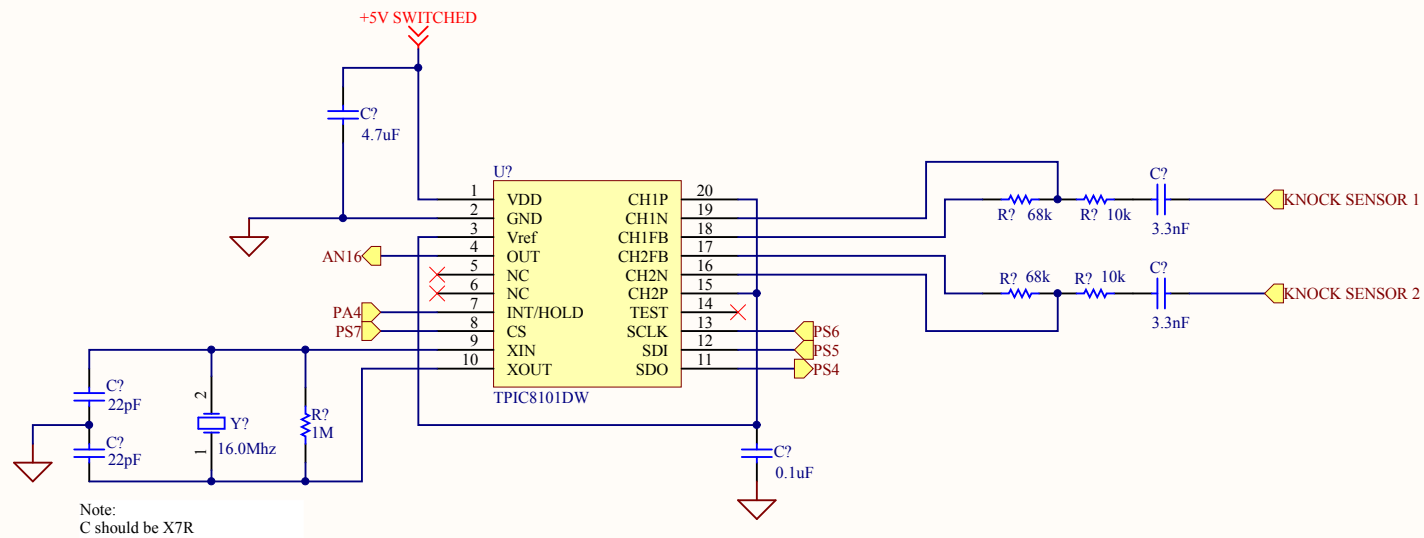 +5V SWITCHED
C?
4.7uF
U?
1 VDD CH1P 20
2 GND CH1N 19
3 Vref CH1FB 18
4 OUT CH2FB 17
5 NC CH2N 16
6 NC CH2P 15
7 INT/HOLD TEST 14
8 CS SCLK 13
9 XIN SDI 12
10 XOUT SDO 11
TPIC8101DW
AN16
PA4
PS7
PS6
PS5
PS4
R? 68k
R? 10k
C?
3.3nF
KNOCK SENSOR 1
R? 68k
R? 10k
C?
3.3nF
KNOCK SENSOR 2
C?
22pF
C?
22pF
2
Y?
1
16.0Mhz
R?
1M
C?
0.1uF
Note:
C should be X7R